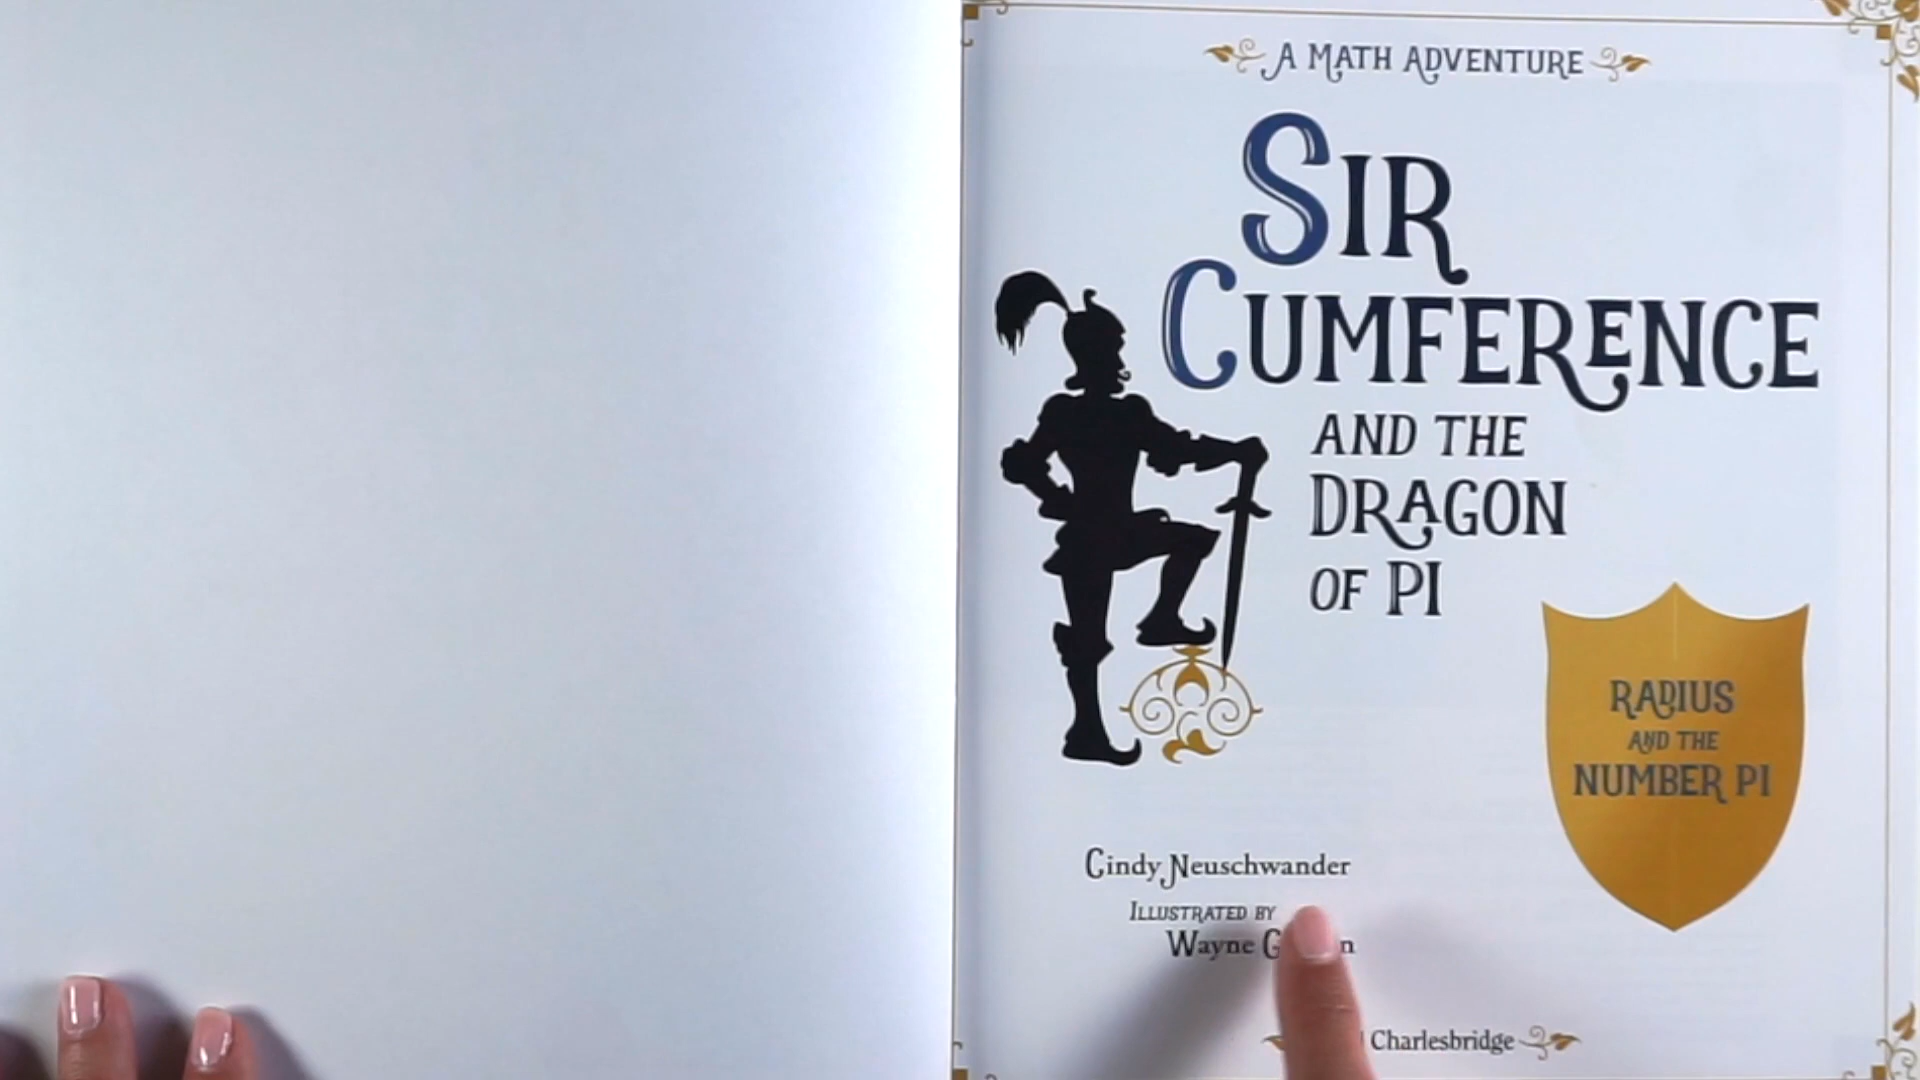 A MATH ADVENTURE
SIR
CUMFERENCE
AND THE
DRAGON
OF PI
RADIUS
AND THE
NUMBER PI
Cindy Neuschwander
ILLUSTRATED BY
Wayne
Charlesbridge